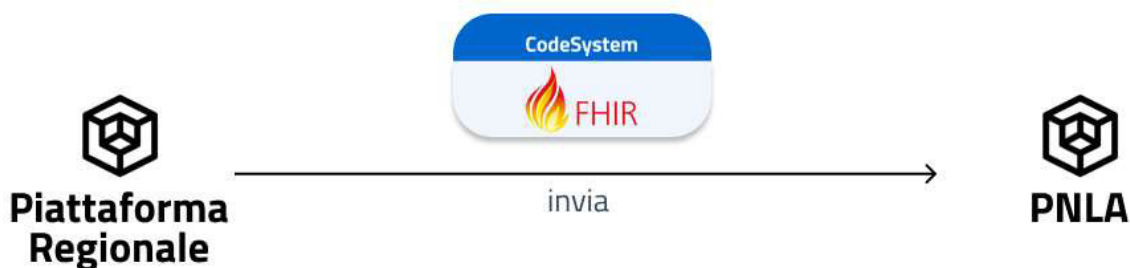 CodeSystem
FHIR
invia
Piattaforma
Regionale
PNLA